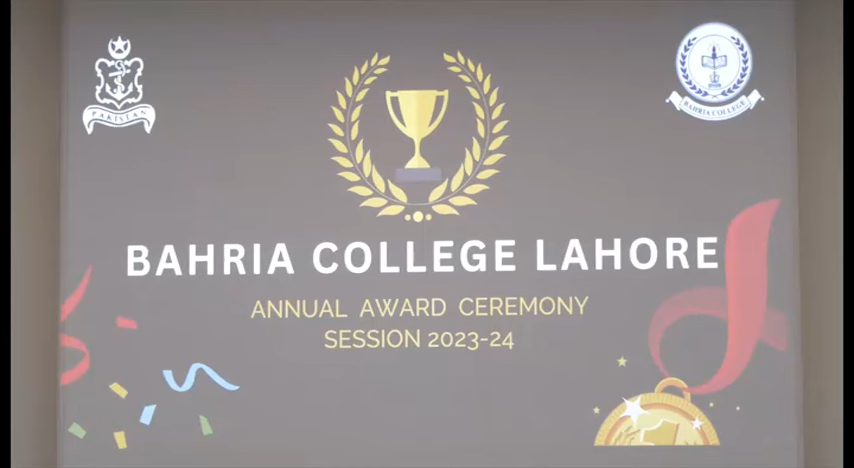 PAKISTAN
BAHRIA COLLEGE
BAHRIA COLLEGE LAHORE
ANNUAL AWARD CEREMONY
SESSION 2023-24